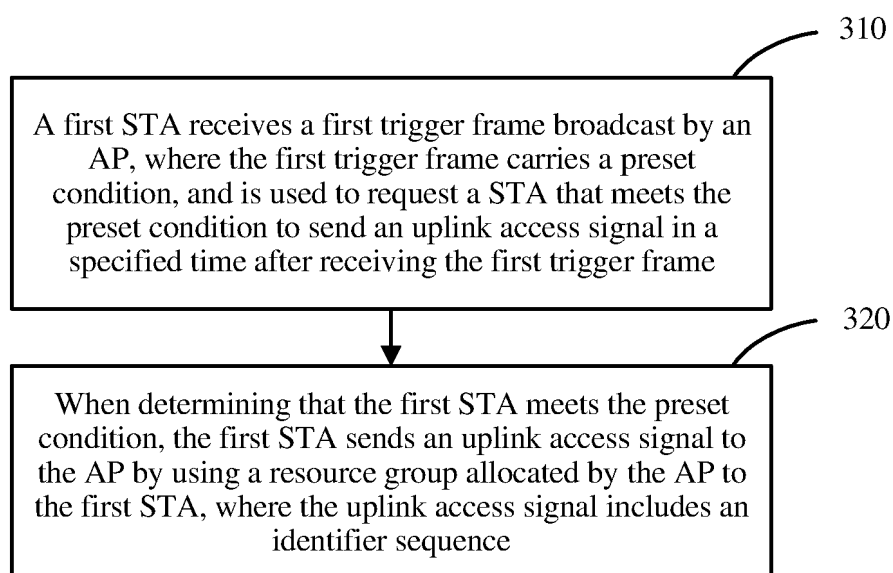 310
A first STA receives a first trigger frame broadcast by an
AP, where the first trigger frame carries a preset
condition, and is used to request a STA that meets the
preset condition to send an uplink access signal in a
specified time after receiving the first trigger frame
320
When determining that the first STA meets the preset
condition, the first STA sends an uplink access signal to
the AP by using a resource group allocated by the AP to
the first STA, where the uplink access signal includes an
identifier sequence